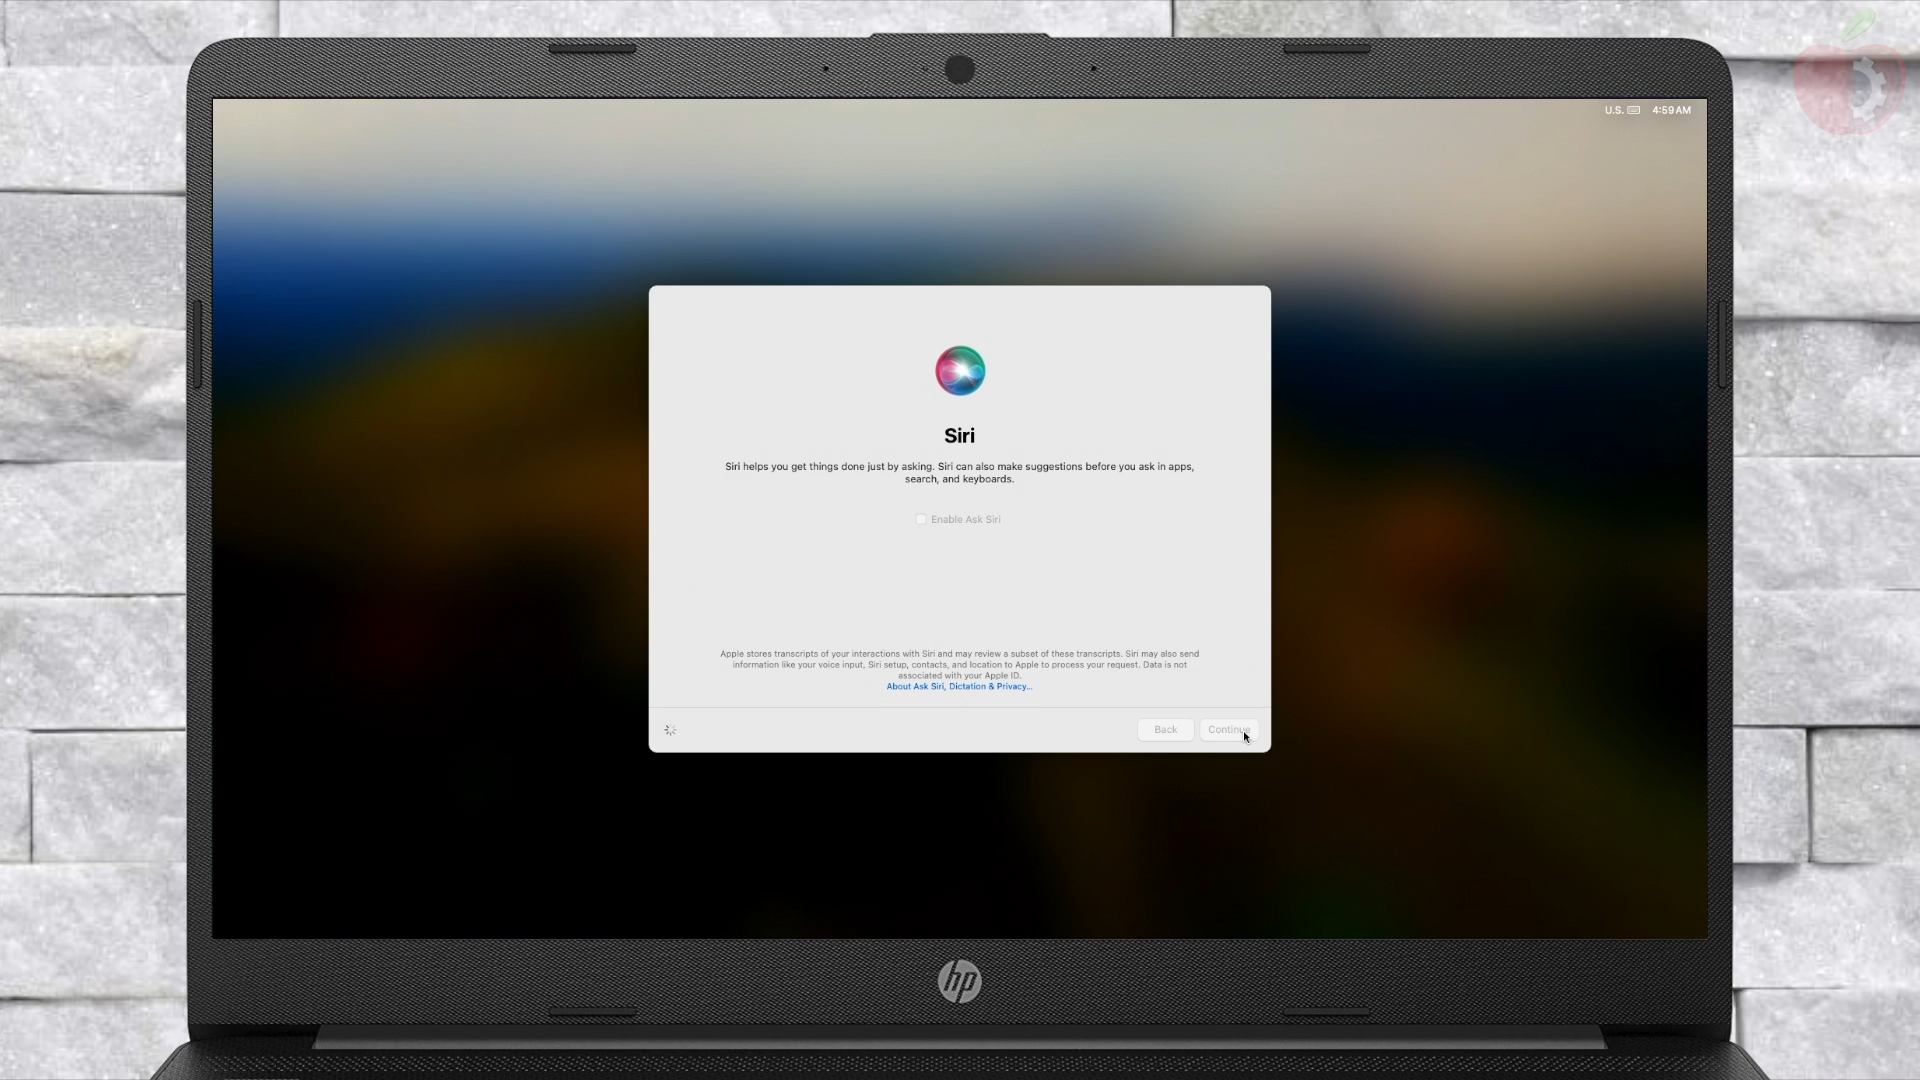 U.S. 4:59 AM
Siri
Siri helps you get things done just by asking. Siri can also make suggestions before you ask in apps,
search, and keyboards.
Enable Ask Siri
Apple stores transcripts of your interactions with Siri and may review a subset of these transcripts. Siri may also send
information like your voice input, Siri setup, contacts, and location to Apple to process your request. Data is not
associated with your Apple ID.
About Ask Siri, Dictation & Privacy...
Back Continue
hp